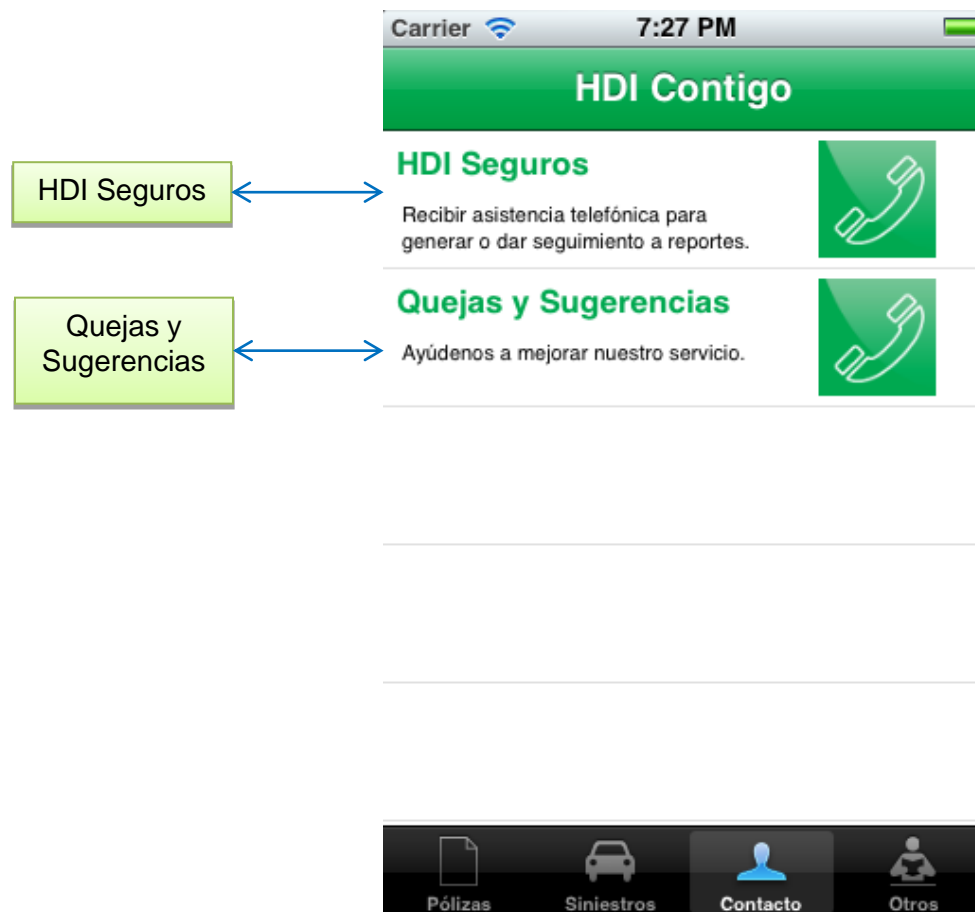 Carrier 7:27 PM
HDI Contigo
HDI Seguros
HDI Seguros
Recibir asistencia telefónica para
generar o dar seguimiento a reportes.
Quejas y
Sugerencias
Quejas y Sugerencias
Ayúdenos a mejorar nuestro servicio.
Pólizas Siniestros Contacto Otros